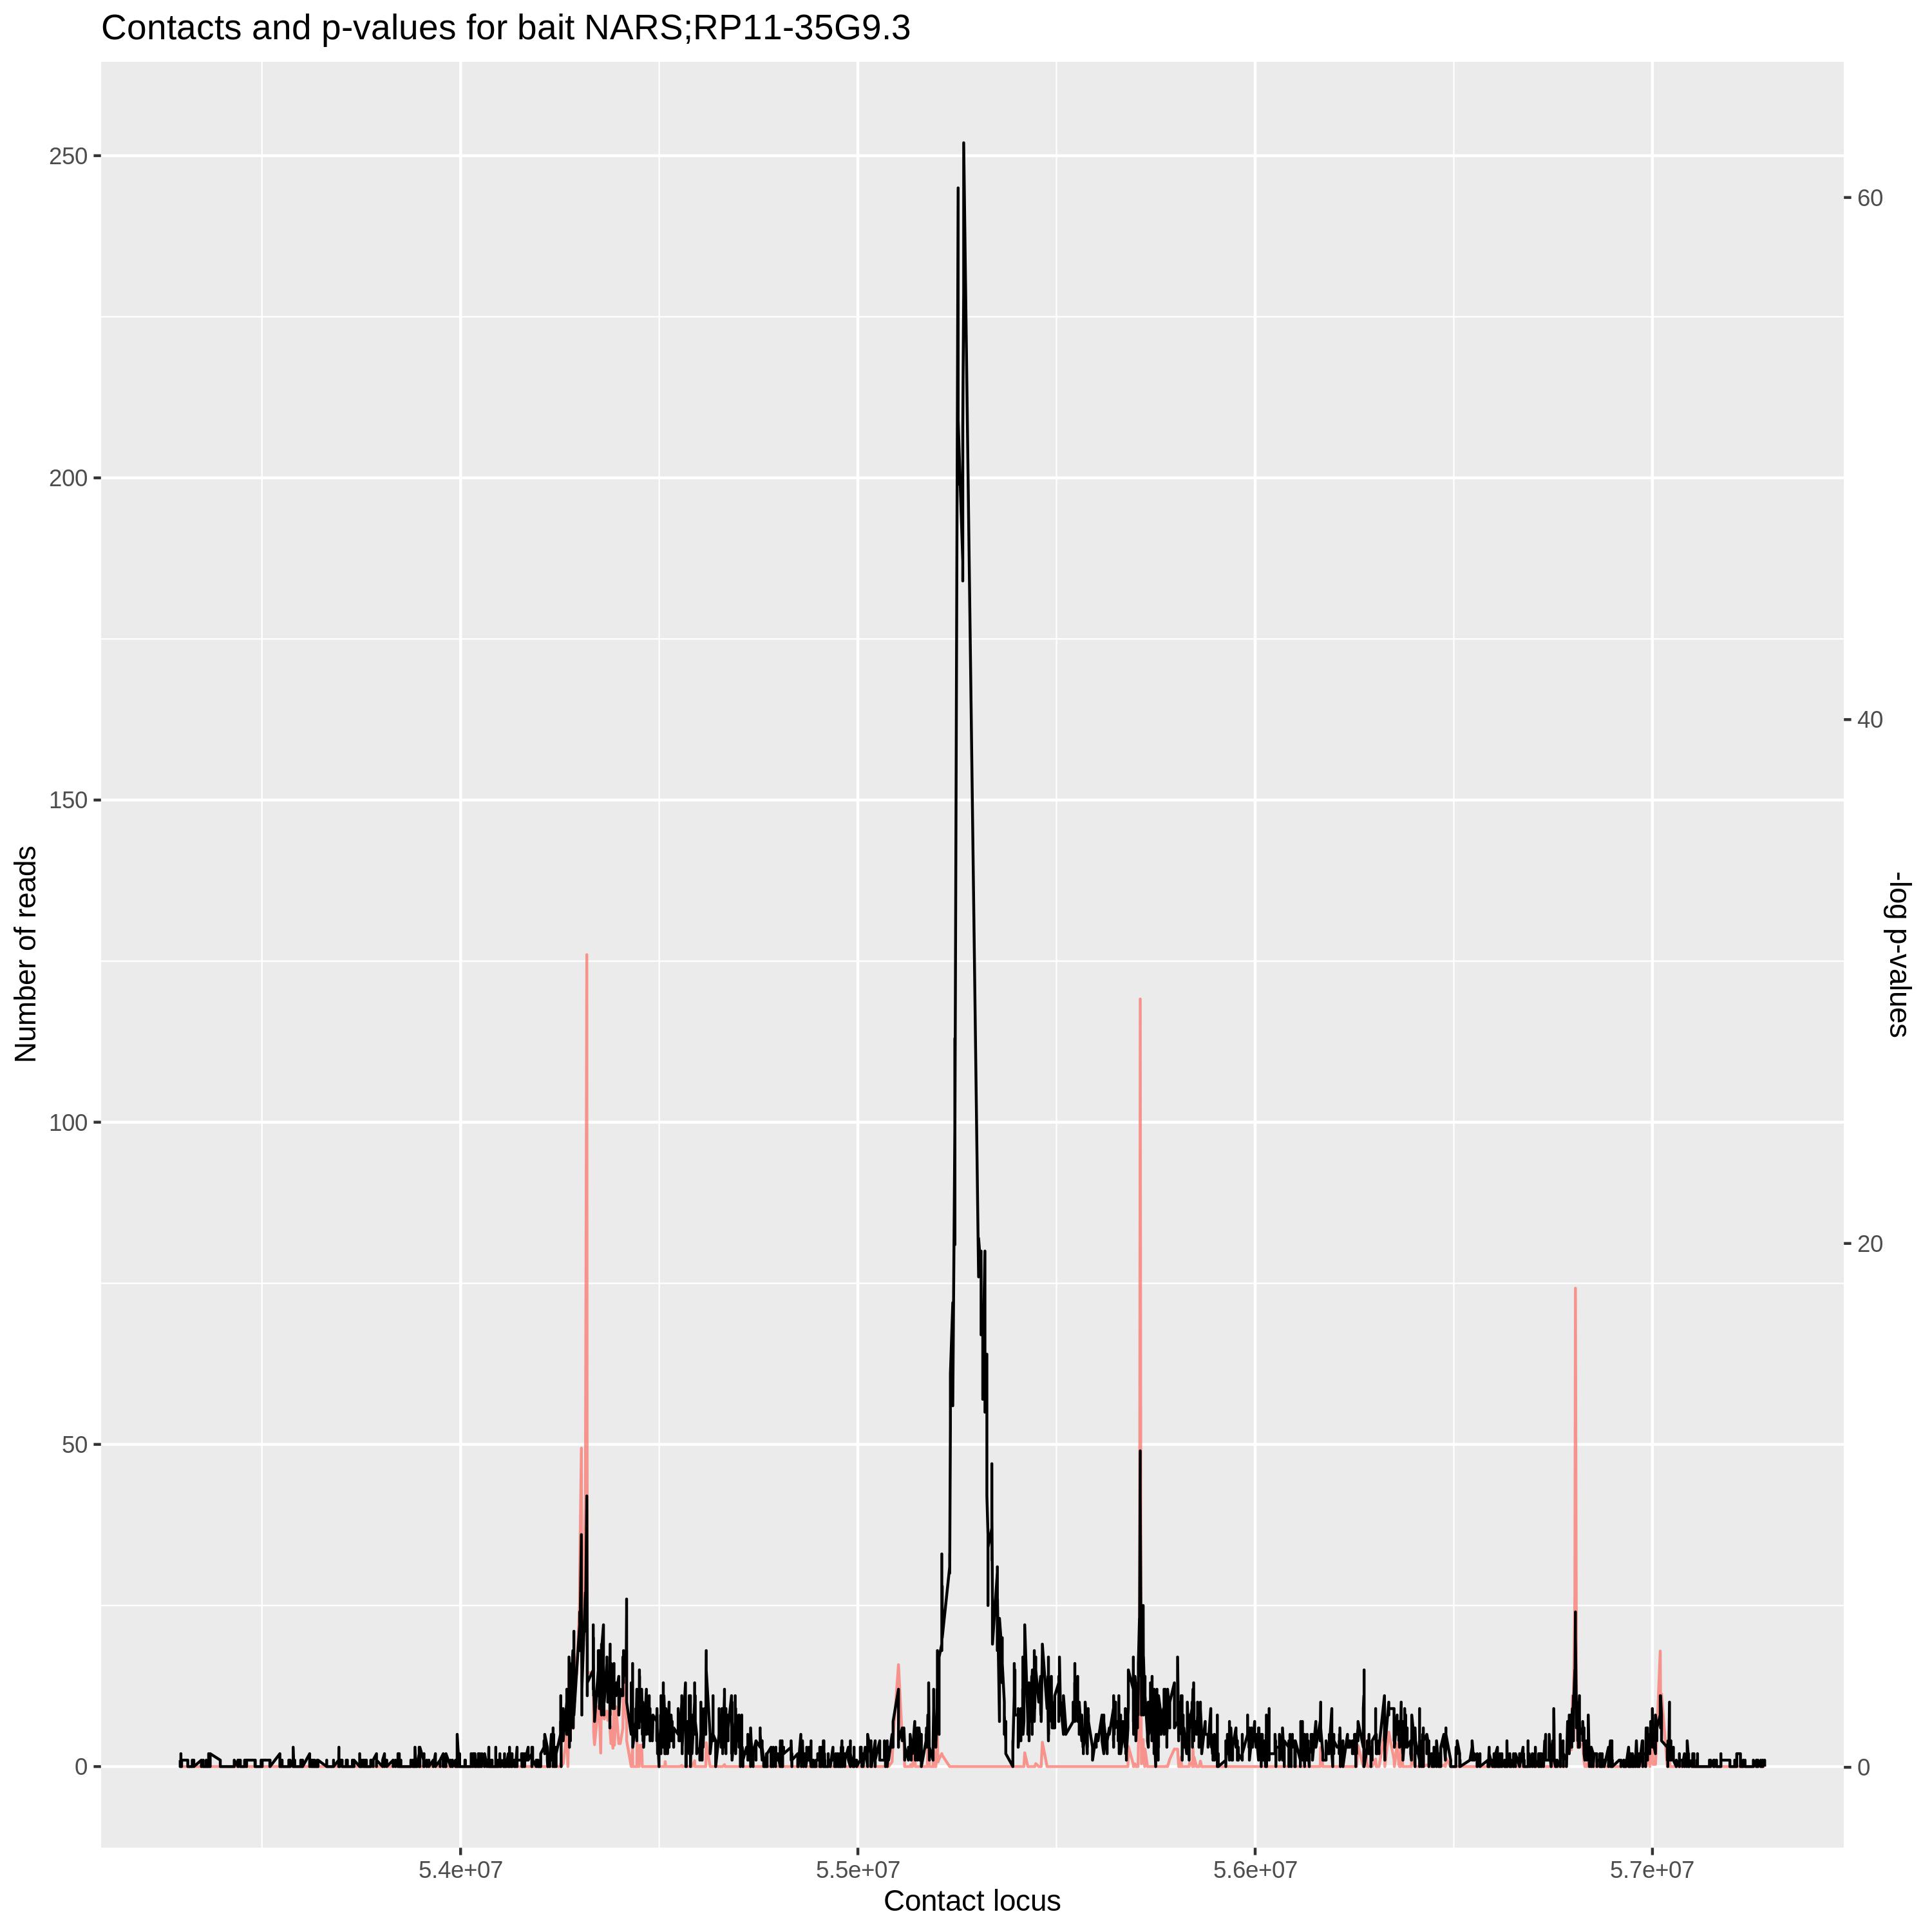 Contacts and p-values for bait NARS;RP11-35G9.3
250
200
150
100
50
0
Number of reads
60
40
20
0
-log p-values
5.4e+07
5.5e+07
5.6e+07
5.7e+07
Contact locus